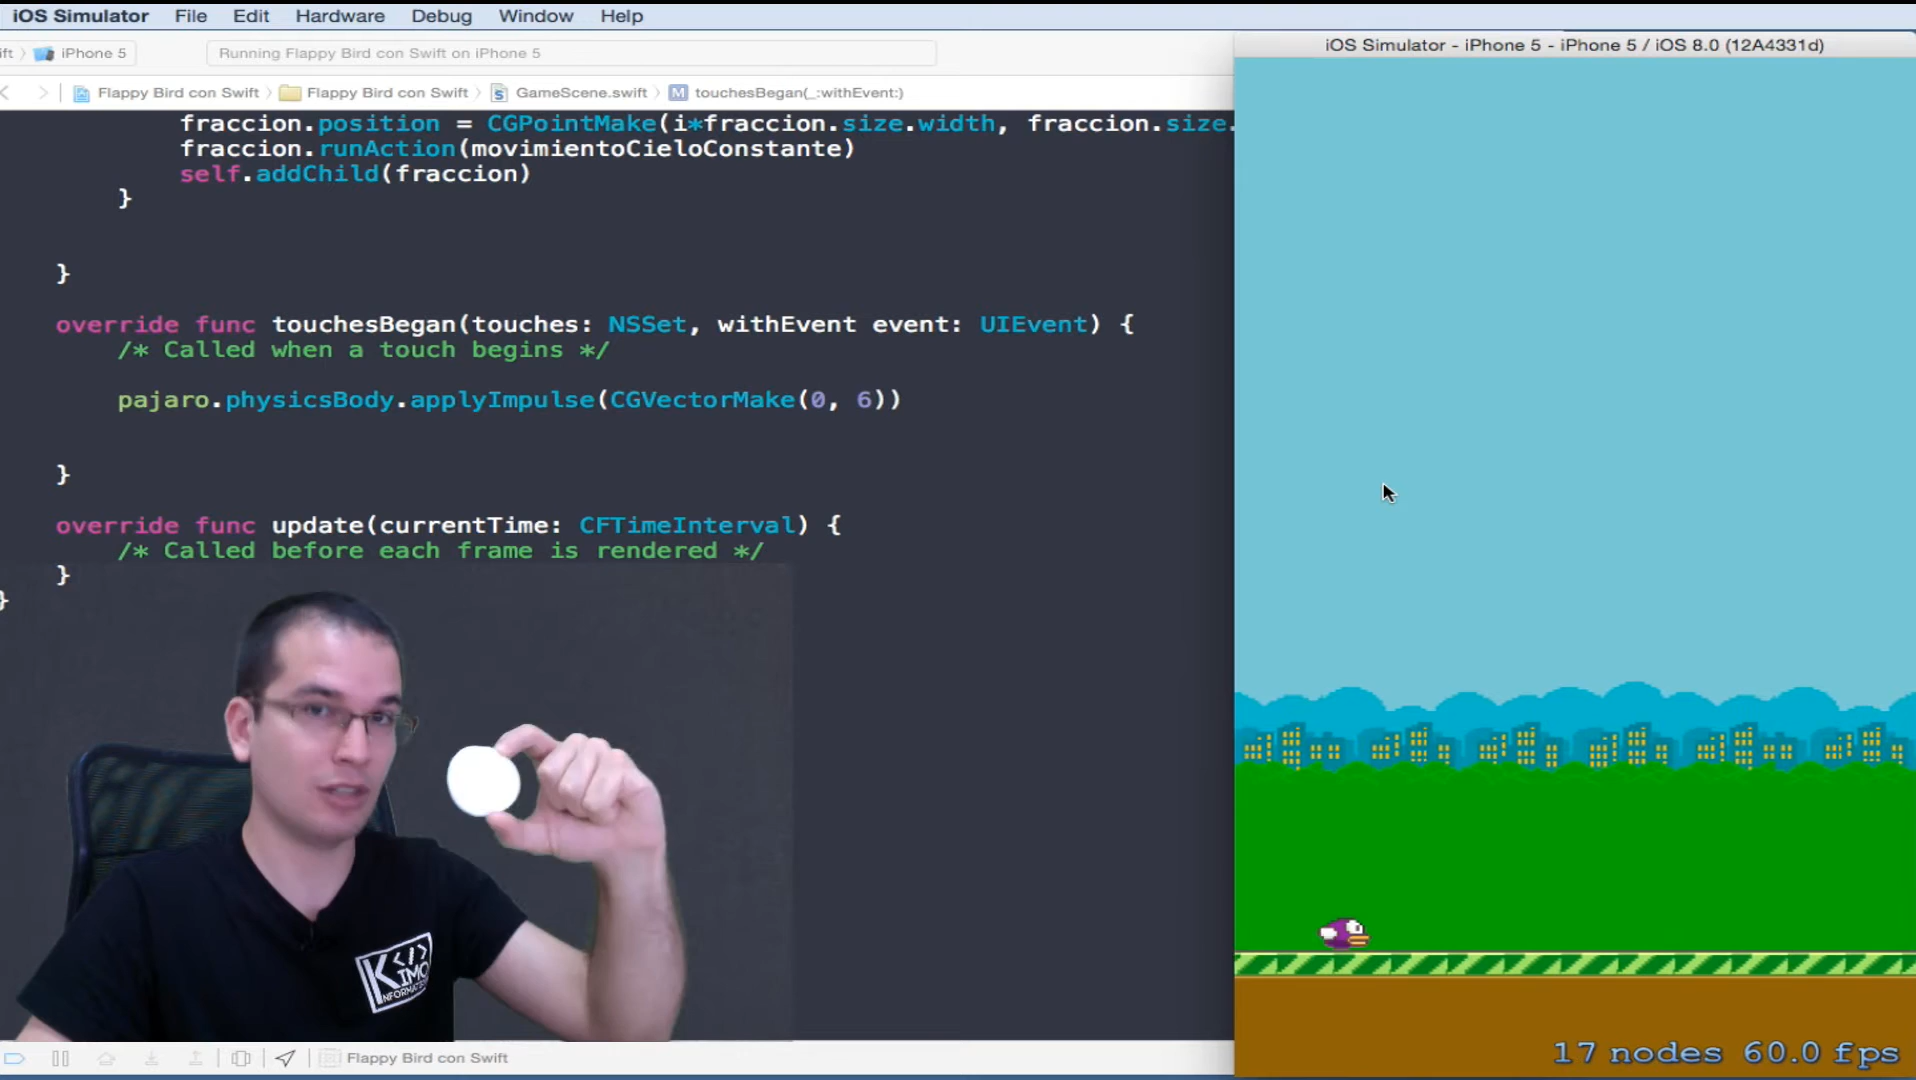 iOS Simulator File Edit Hardware Debug Window Help
iOS Simulator - iPhone 5 - iPhone 5 / iOS 8.0 (12A4331d)
ift iPhone 5 Running Flappy Bird con Swift on iPhone 5
Flappy Bird con Swift Flappy Bird con Swift GameScene.swift M touchesBegan(_:withEvent:)
fraccion.position = CGPointMake(i*fraccion.size.width, fraccion.size.
fraccion.runAction(movimientoCieloConstante)
self.addChild(fraccion)
}
}
override func touchesBegan(touches: NSSet, withEvent event: UIEvent) {
/* Called when a touch begins */
pajaro.physicsBody.applyImpulse(CGVectorMake(0, 6))
}
override func update(currentTime: CFTimeInterval) {
/* Called before each frame is rendered */
}
}
</>
KIMO
Flappy Bird con Swift
17 nodes 60.0 fps